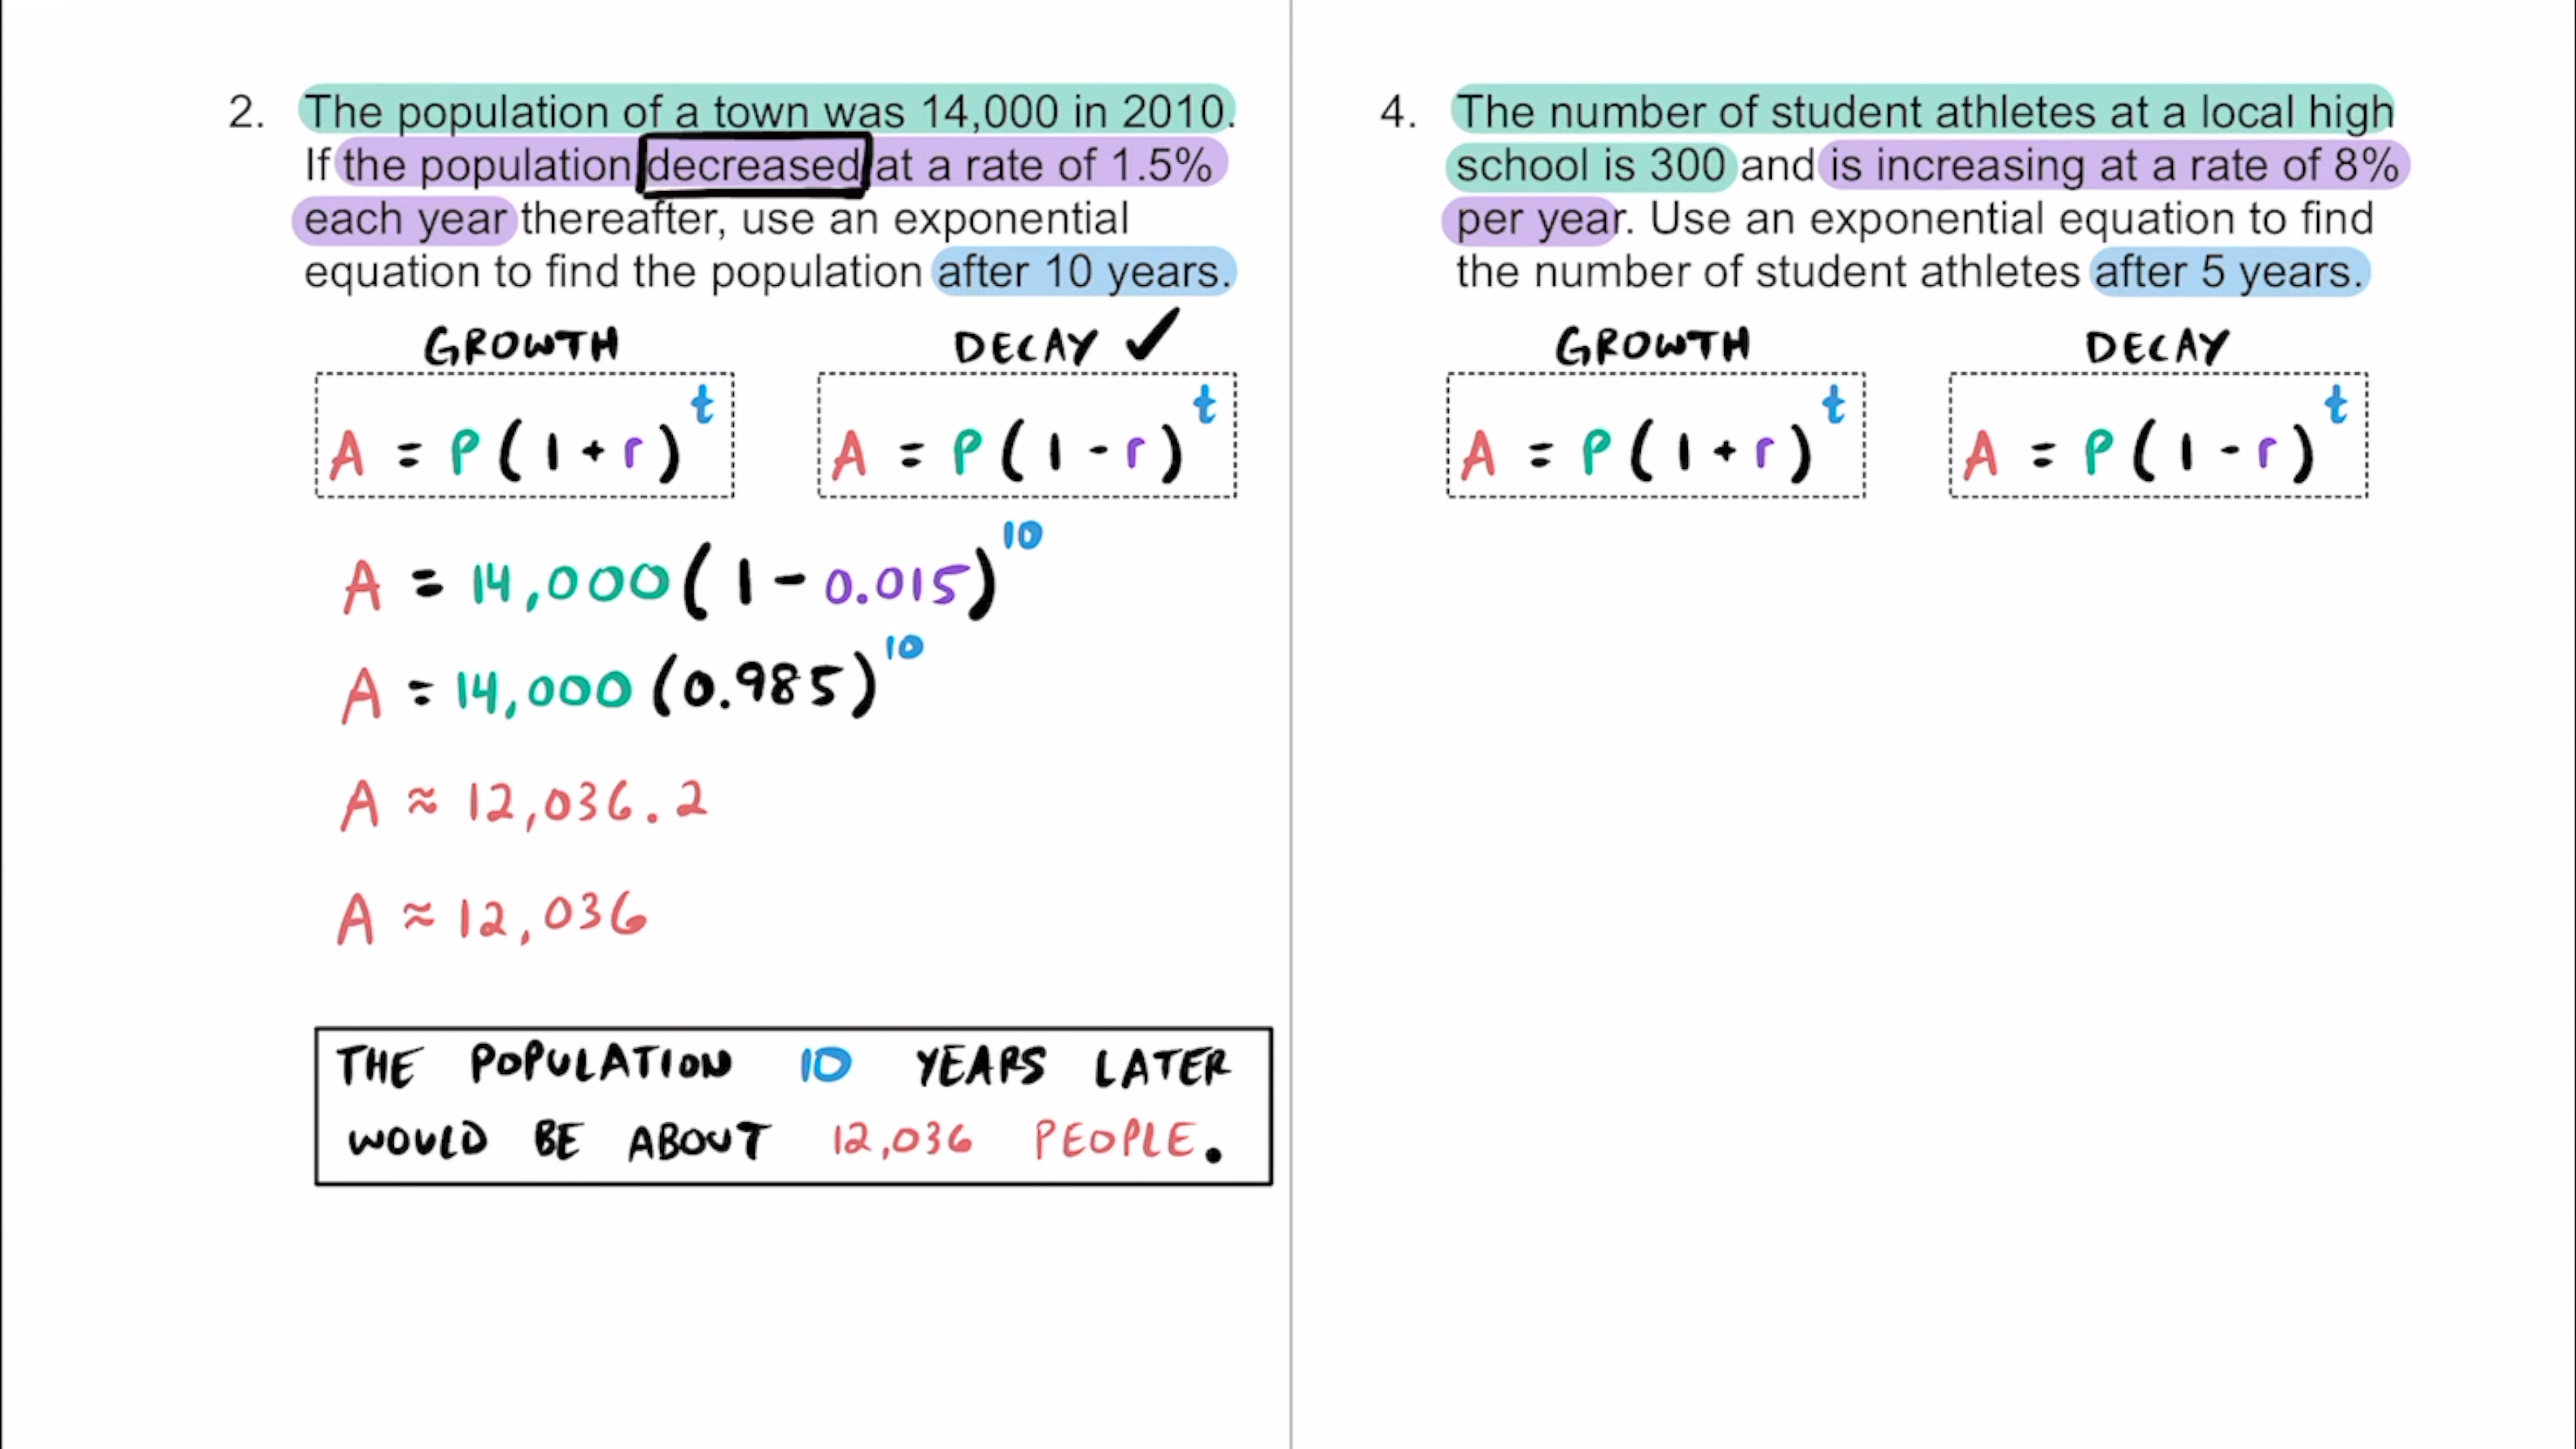 2. The population of a town was 14,000 in 2010.
If the population decreased at a rate of 1.5%
each year thereafter, use an exponential
equation to find the population after 10 years.
GROWTH DECAY ✓
A = P(1+r)^t A = P(1-r)^t
A = 14,000(1-0.015)^10
A = 14,000(0.985)^10
A ≈ 12,036.2
A ≈ 12,036
THE POPULATION 10 YEARS LATER
WOULD BE ABOUT 12,036 PEOPLE.
4. The number of student athletes at a local high
school is 300 and is increasing at a rate of 8%
per year. Use an exponential equation to find
the number of student athletes after 5 years.
GROWTH DECAY
A = P(1+r)^t A = P(1-r)^t